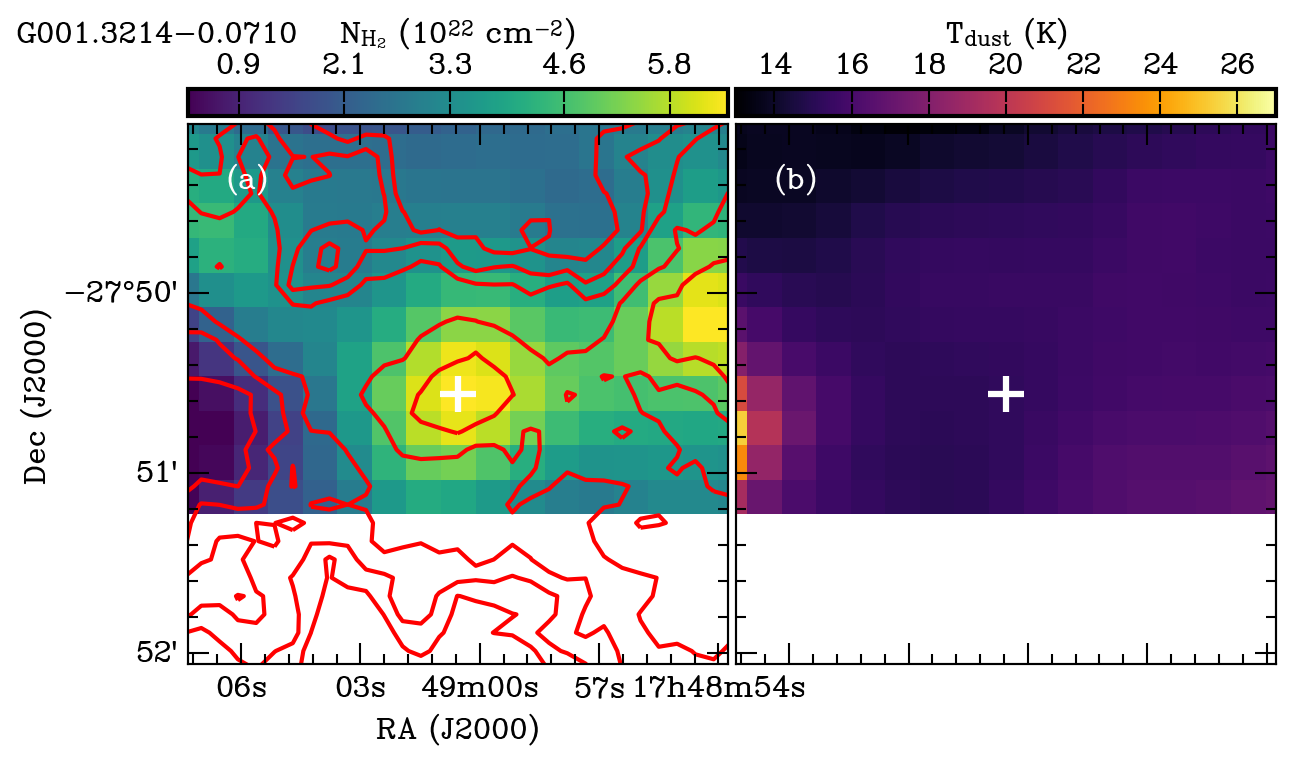 G001.3214−0.0710 N_H₂ (10²² cm⁻²) T_dust (K)
0.9 2.1 3.3 4.6 5.8 14 16 18 20 22 24 26
(a) (b)
−27°50'
51'
52'
Dec (J2000)
06s 03s 49m00s 57s 17h48m54s
RA (J2000)